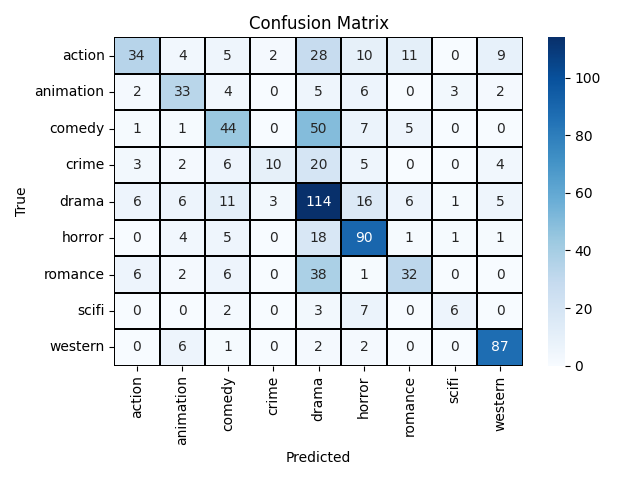 Confusion Matrix
True
action 34 4 5 2 28 10 11 0 9
animation 2 33 4 0 5 6 0 3 2
comedy 1 1 44 0 50 7 5 0 0
crime 3 2 6 10 20 5 0 0 4
drama 6 6 11 3 114 16 6 1 5
horror 0 4 5 0 18 90 1 1 1
romance 6 2 6 0 38 1 32 0 0
scifi 0 0 2 0 3 7 0 6 0
western 0 6 1 0 2 2 0 0 87
action animation comedy crime drama horror romance scifi western
Predicted
100
80
60
40
20
0